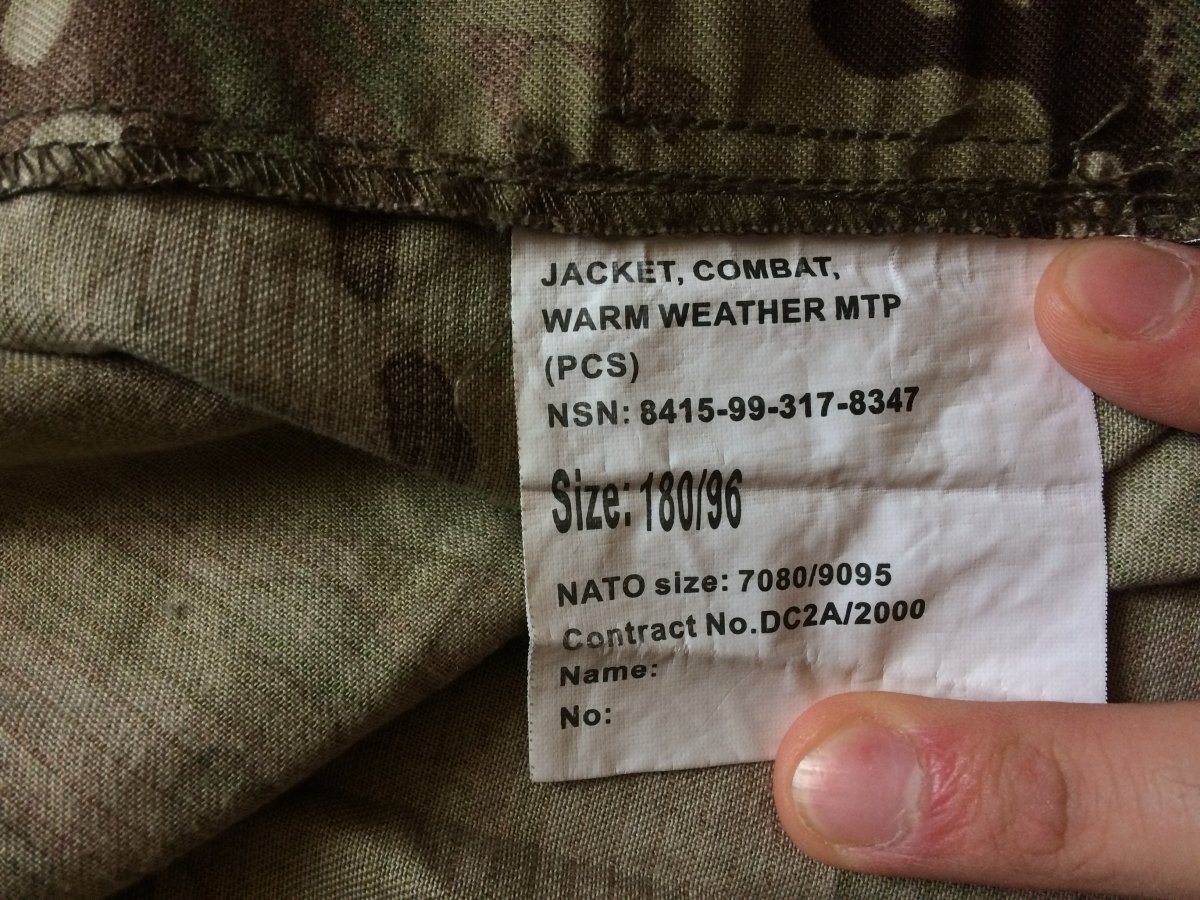 JACKET, COMBAT,
WARM WEATHER MTP
(PCS)
NSN: 8415-99-317-8347
Size: 180/96
NATO size: 7080/9095
Contract No.DC2A/2000
Name:
No: